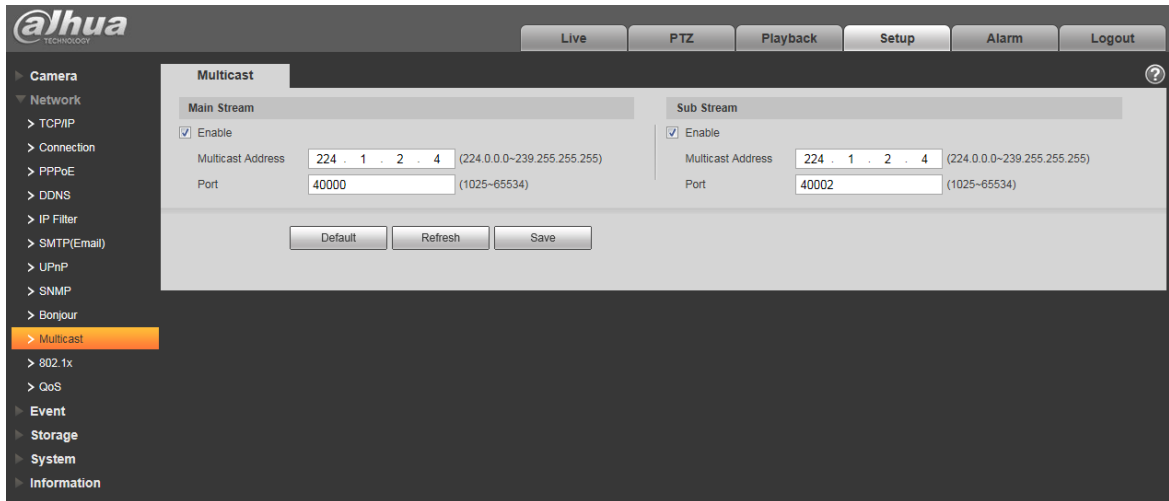 alhua
TECHNOLOGY
Live PTZ Playback Setup Alarm Logout
Camera
Network
> TCP/IP
> Connection
> PPPoE
> DDNS
> IP Filter
> SMTP(Email)
> UPnP
> SNMP
> Bonjour
> Multicast
> 802.1x
> QoS
Event
Storage
System
Information
Multicast
?
Main Stream
Enable
Multicast Address 224 . 1 . 2 . 4 (224.0.0.0~239.255.255.255)
Port 40000 (1025~65534)
Sub Stream
Enable
Multicast Address 224 . 1 . 2 . 4 (224.0.0.0~239.255.255.255)
Port 40002 (1025~65534)
Default Refresh Save